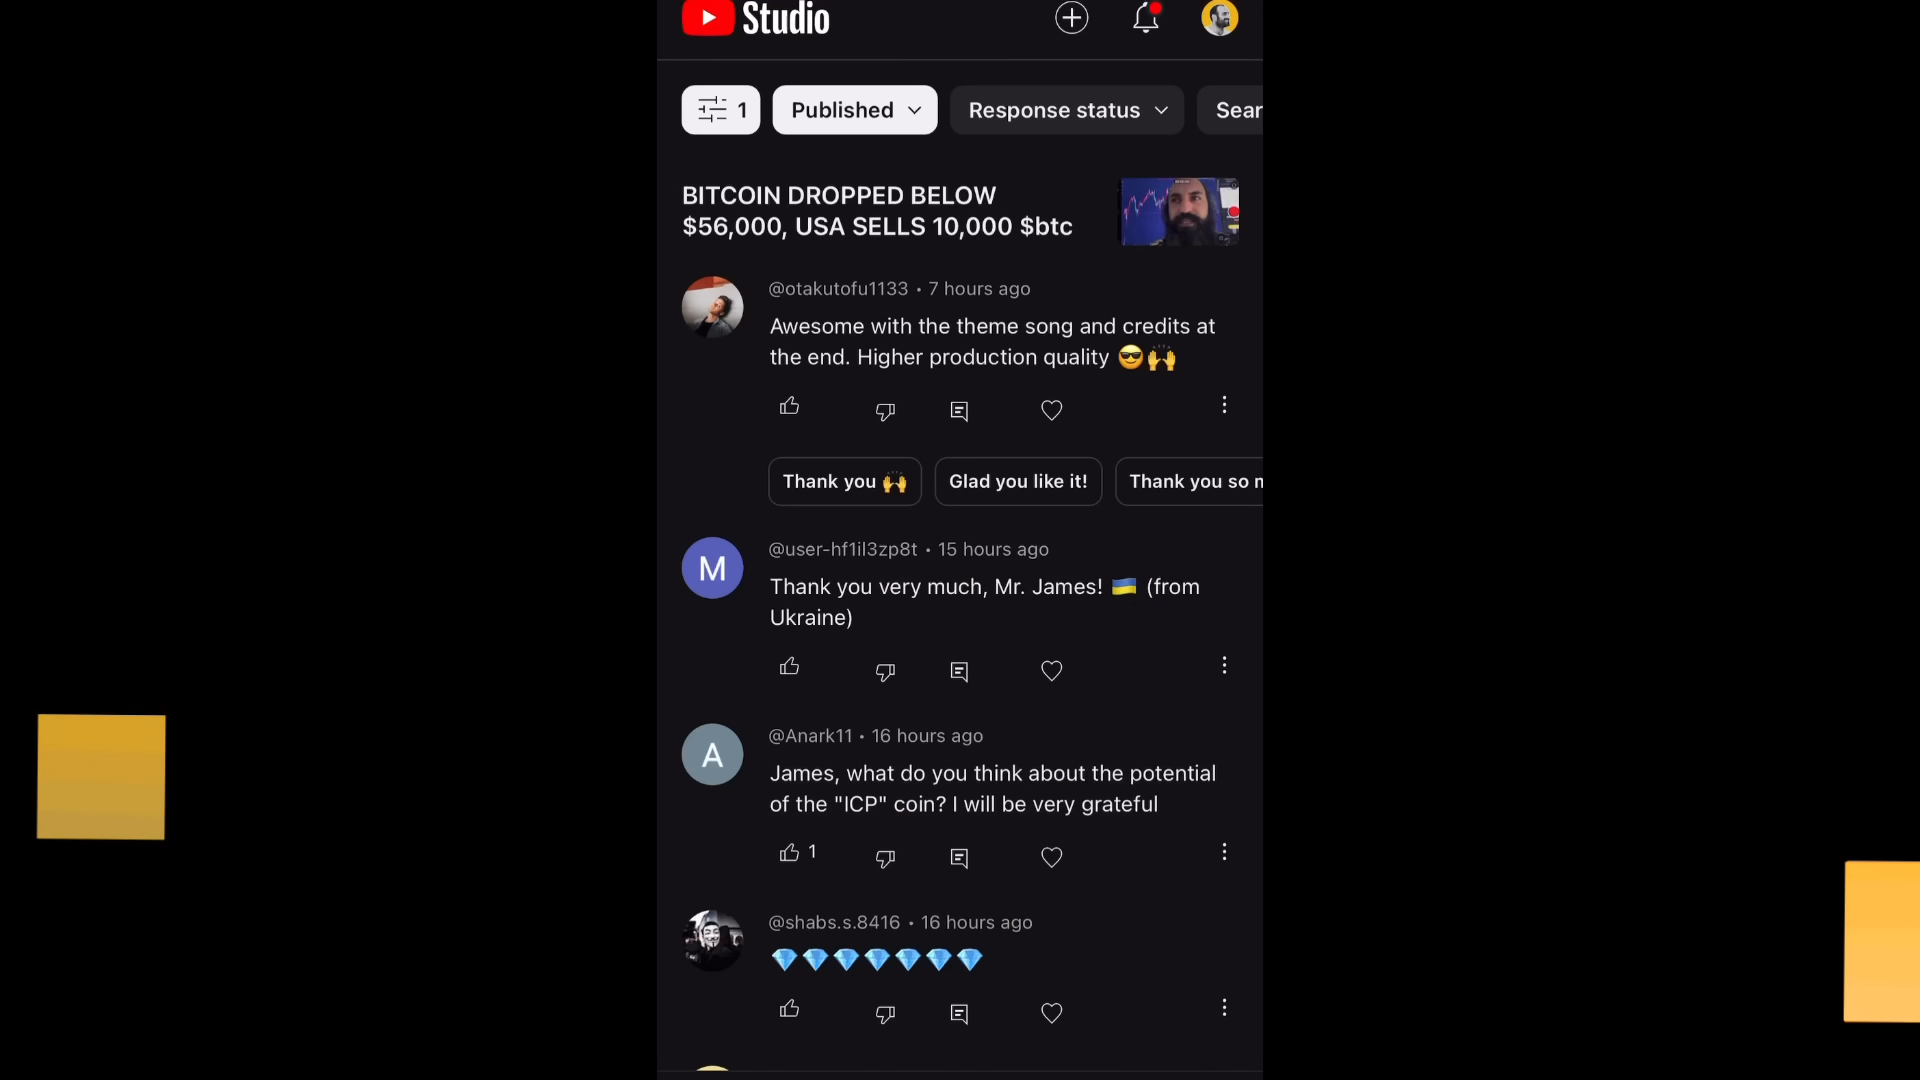 Studio
1
Published
Response status
Sear
BITCOIN DROPPED BELOW
$56,000, USA SELLS 10,000 $btc
@otakutofu1133 • 7 hours ago
Awesome with the theme song and credits at
the end. Higher production quality 😎🙌
Thank you 🙌
Glad you like it!
Thank you so m
M
@user-hf1il3zp8t • 15 hours ago
Thank you very much, Mr. James! 🇺🇦 (from
Ukraine)
A
@Anark11 • 16 hours ago
James, what do you think about the potential
of the "ICP" coin? I will be very grateful
1
@shabs.s.8416 • 16 hours ago
💎💎💎💎💎💎💎